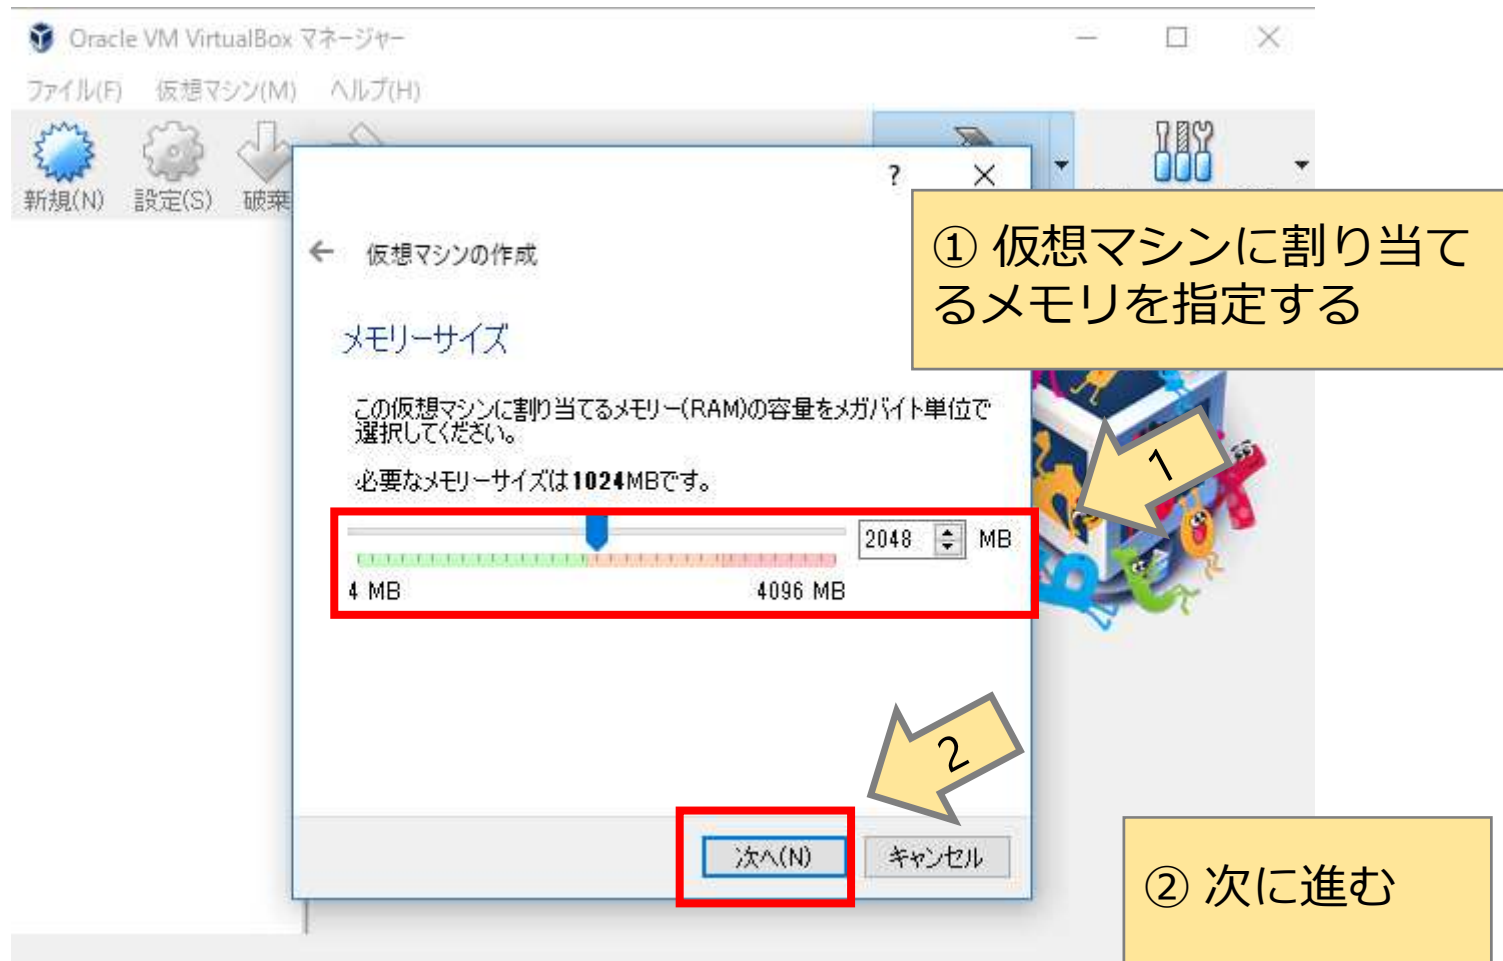 Oracle VM VirtualBox マネージャー
ファイル(F) 仮想マシン(M) ヘルプ(H)
新規(N) 設定(S) 破棄
?
① 仮想マシンに割り当て
るメモリを指定する
仮想マシンの作成
メモリーサイズ
この仮想マシンに割り当てるメモリー(RAM)の容量をメガバイト単位で
選択してください。
必要なメモリーサイズは1024MBです。
1
2048 MB
4 MB 4096 MB
2
次へ(N) キャンセル
② 次に進む